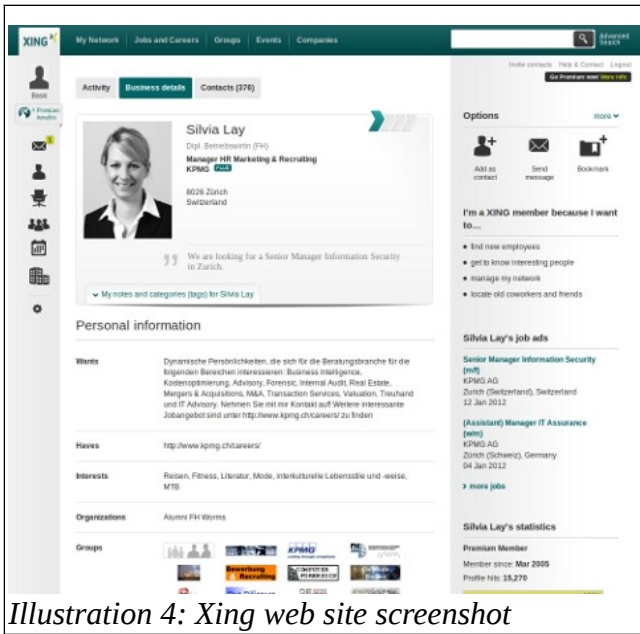 XING
My Network Jobs and Careers Groups Events Companies
Advanced Search
Invite contacts Help & Contact Logout
Go Premium now! More info
Basic
+ Premium benefits
Activity Business details Contacts (376)
Silvia Lay
Dipl. Betriebswirtin (FH)
Manager HR Marketing & Recruiting
KPMG PLUS
8026 Zürich
Switzerland
We are looking for a Senior Manager Information Security
in Zurich.
My notes and categories (tags) for Silvia Lay
Personal information
Wants
Dynamische Persönlichkeiten, die sich für die Beratungsbranche für die
folgenden Bereichen interessieren: Business Intelligence,
Kostenoptimierung, Advisory, Forensic, Internal Audit, Real Estate,
Mergers & Acquisitions, M&A, Transaction Services, Valuation, Treuhand
und IT Advisory. Nehmen Sie mit mir Kontakt auf! Weitere interessante
Jobangebot sind unter http://www.kpmg.ch/careers/ zu finden
Haves
http://www.kpmg.ch/careers/
Interests
Reisen, Fitness, Literatur, Mode, interkulturelle Lebensstile und -weise,
MTB
Organizations
Alumni FH Worms
Groups
KPMG
Bewerbung
& Recruiting
Options more
Add as
contact
Send
message
Bookmark
I'm a XING member because I want
to…
find new employees
get to know interesting people
manage my network
locate old coworkers and friends
Silvia Lay's job ads
Senior Manager Information Security
(m/f)
KPMG AG
Zurich (Switzerland), Switzerland
12 Jan 2012
(Assistant) Manager IT Assurance
(w/m)
KPMG AG
Zürich (Schweiz), Germany
04 Jan 2012
more jobs
Silvia Lay's statistics
Premium Member
Member since: Mar 2005
Profile hits: 15,270
Illustration 4: Xing web site screenshot